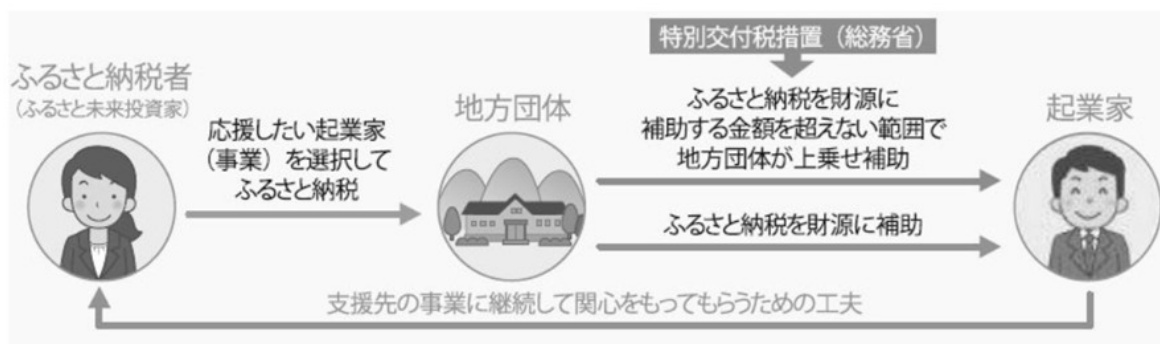 特別交付税措置（総務省）
ふるさと納税者
（ふるさと未来投資家）
応援したい起業家
（事業）を選択して
ふるさと納税
地方団体
ふるさと納税を財源に
補助する金額を超えない範囲で
地方団体が上乗せ補助
ふるさと納税を財源に補助
起業家
支援先の事業に継続して関心をもってもらうための工夫